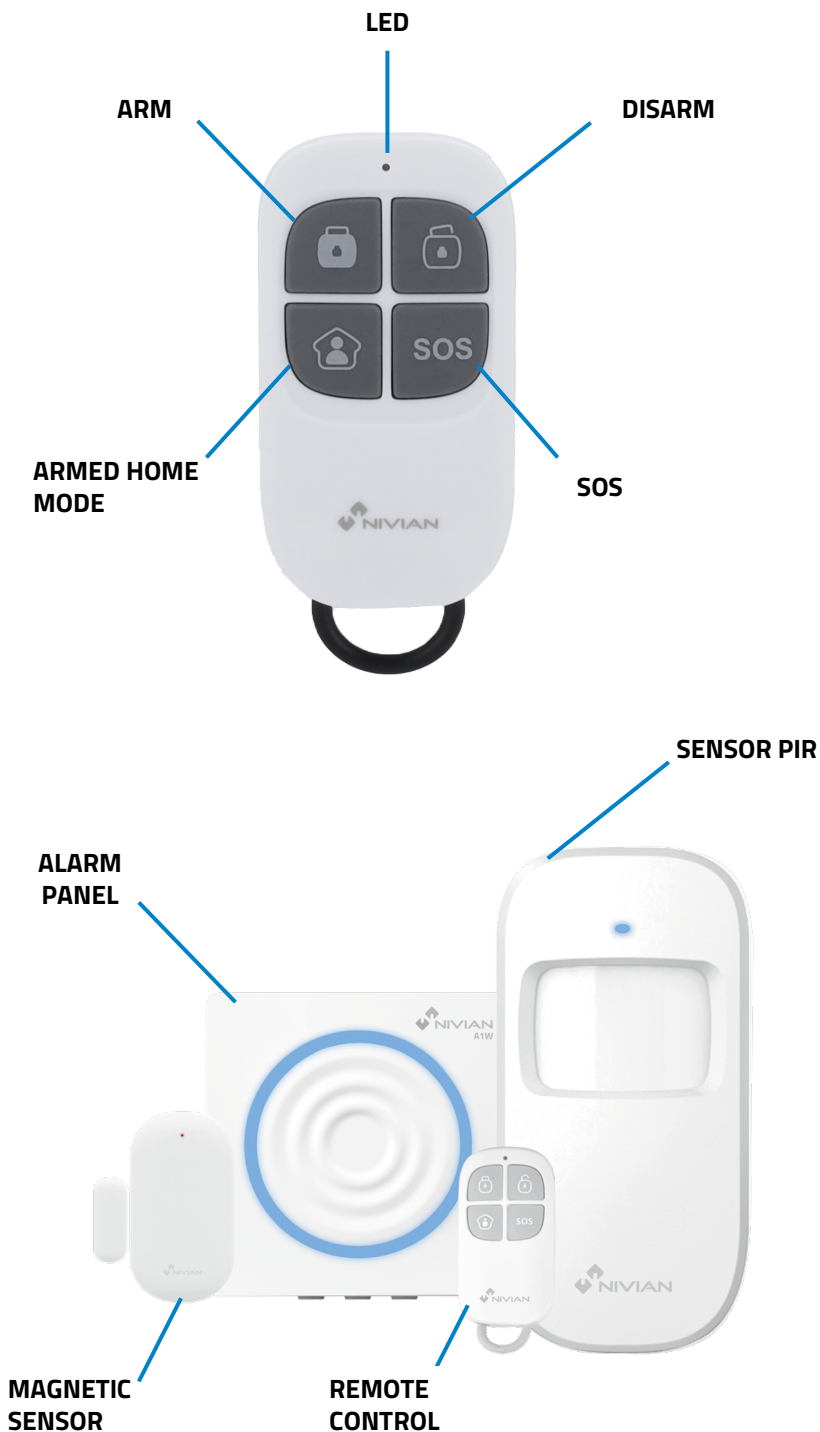 LED
ARM
DISARM
SOS
ARMED HOME
MODE
SOS
NIVIAN
SENSOR PIR
ALARM
PANEL
NIVIAN
A1W
SOS
NIVIAN
NIVIAN
NIVIAN
MAGNETIC
SENSOR
REMOTE
CONTROL